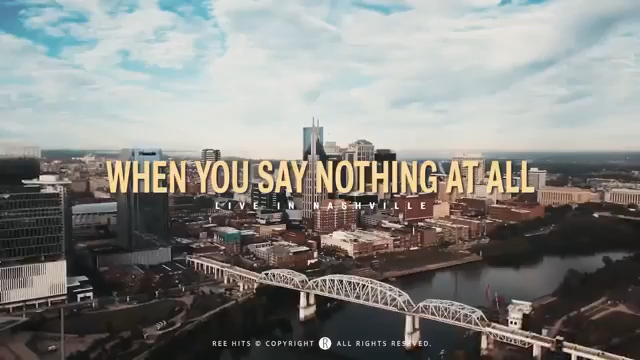 WHEN YOU SAY NOTHING AT ALL
LIVE IN NASHVILLE
REE HITS © COPYRIGHT R ALL RIGHTS RESERVED.